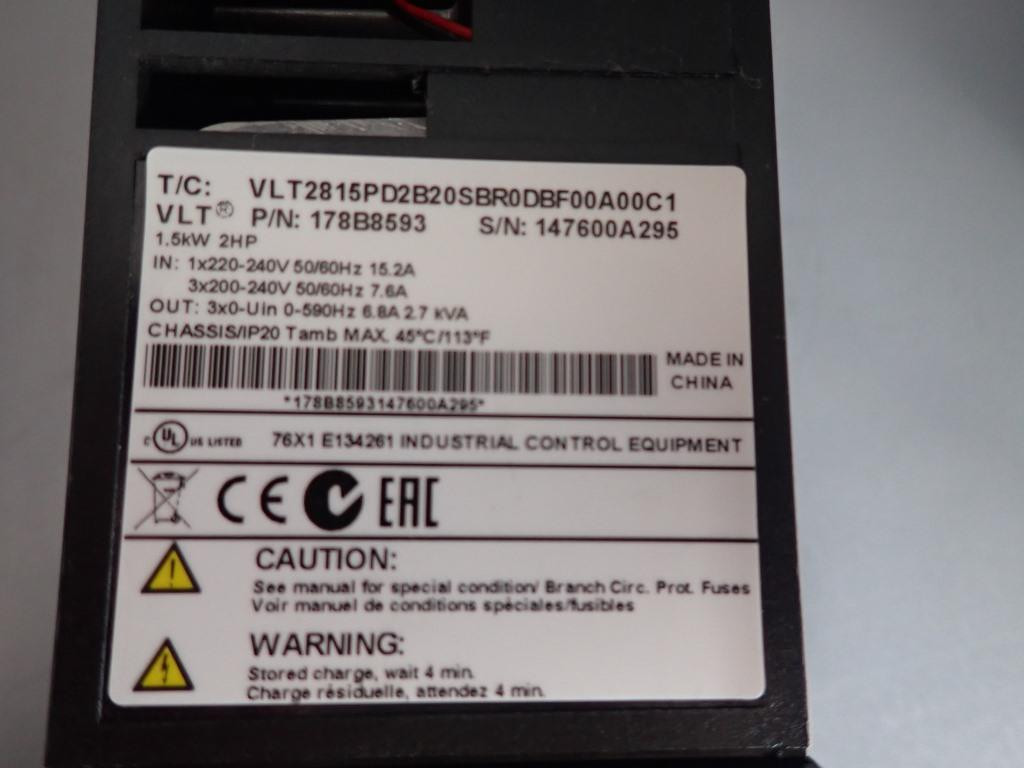 T/C: VLT2815PD2B20SBR0DBF00A00C1
VLT® P/N: 178B8593 S/N: 147600A295
1.5kW 2HP
IN: 1x220-240V 50/60Hz 15.2A
3x200-240V 50/60Hz 7.6A
OUT: 3x0-Uin 0-590Hz 6.8A 2.7 kVA
CHASSIS/IP20 Tamb MAX. 45°C/113°F
MADE IN
CHINA
*178B8593147600A295*
c UL US LISTED 76X1 E134261 INDUSTRIAL CONTROL EQUIPMENT
CE EAC
CAUTION:
See manual for special condition/ Branch Circ. Prot. Fuses
Voir manuel de conditions spéciales/fusibles
WARNING:
Stored charge, wait 4 min.
Charge résiduelle, attendez 4 min.